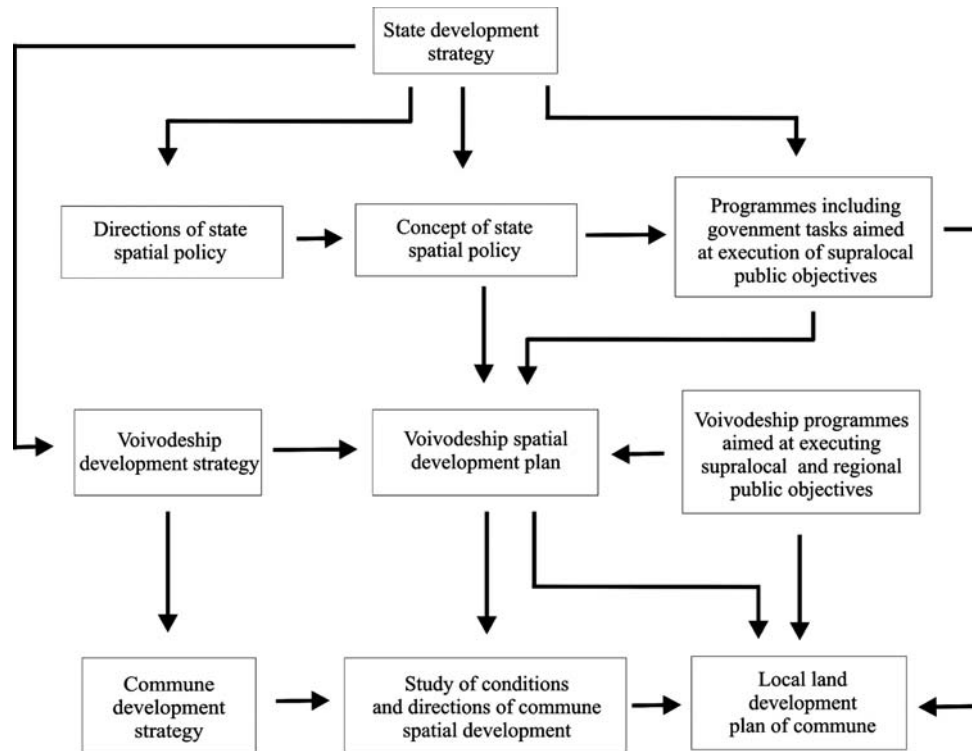 State development
strategy
Directions of state
spatial policy
Concept of state
spatial policy
Programmes including
govenment tasks aimed
at execution of supralocal
public objectives
Voivodeship
development strategy
Voivodeship spatial
development plan
Voivodeship programmes
aimed at executing
supralocal and regional
public objectives
Commune
development
strategy
Study of conditions
and directions of commune
spatial development
Local land
development
plan of commune